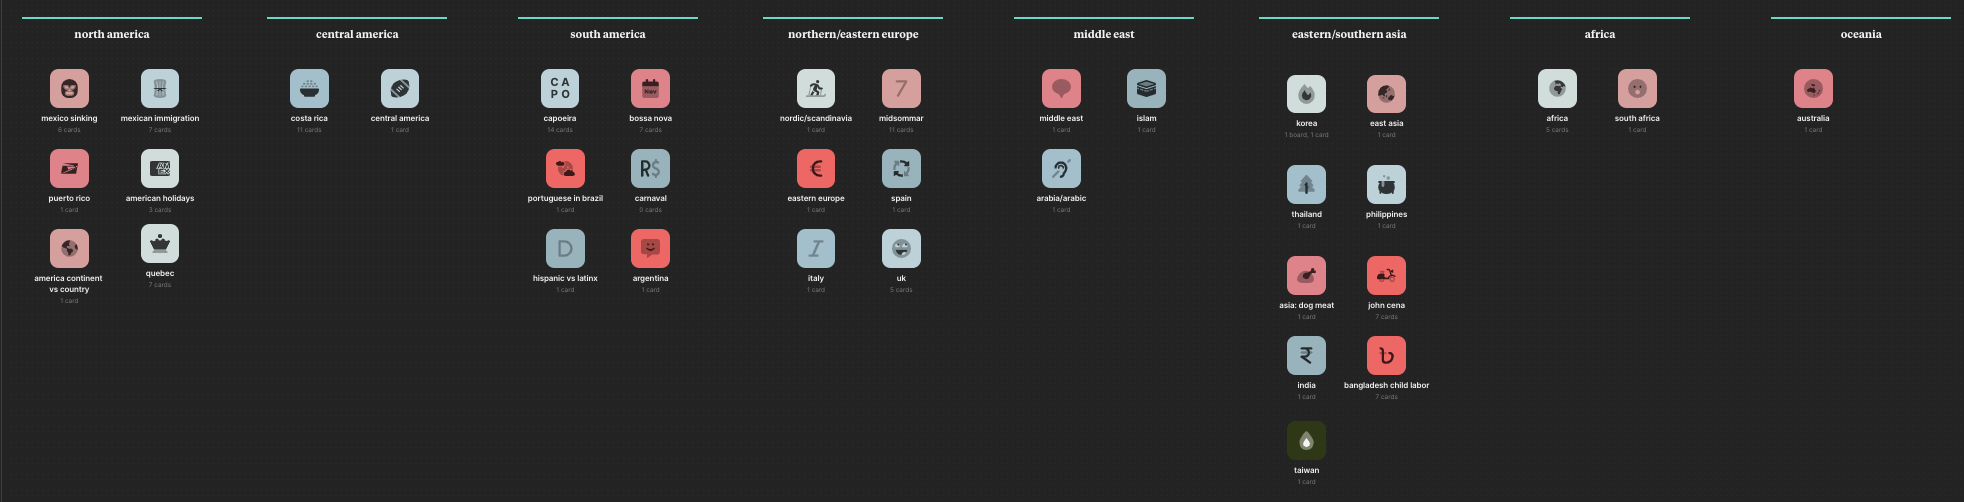 north america
mexico sinking
6 cards
mexican immigration
7 cards
puerto rico
1 card
american holidays
3 cards
america continent
vs country
1 card
quebec
7 cards
central america
costa rica
11 cards
central america
1 card
south america
CA
PO
capoeira
14 cards
Nov
bossa nova
7 cards
portuguese in brazil
1 card
R$
carnaval
9 cards
D
hispanic vs latinx
1 card
argentina
1 card
northern/eastern europe
nordic/scandinavia
1 card
7
midsommar
11 cards
€
eastern europe
1 card
spain
1 card
I
italy
1 card
uk
5 cards
middle east
middle east
1 card
islam
1 card
arabia/arabic
1 card
eastern/southern asia
korea
1 board, 1 card
east asia
1 card
thailand
1 card
philippines
1 card
asia: dog meat
1 card
john cena
7 cards
₹
india
1 card
৳
bangladesh child labor
7 cards
taiwan
1 card
africa
africa
5 cards
south africa
1 card
oceania
australia
1 card